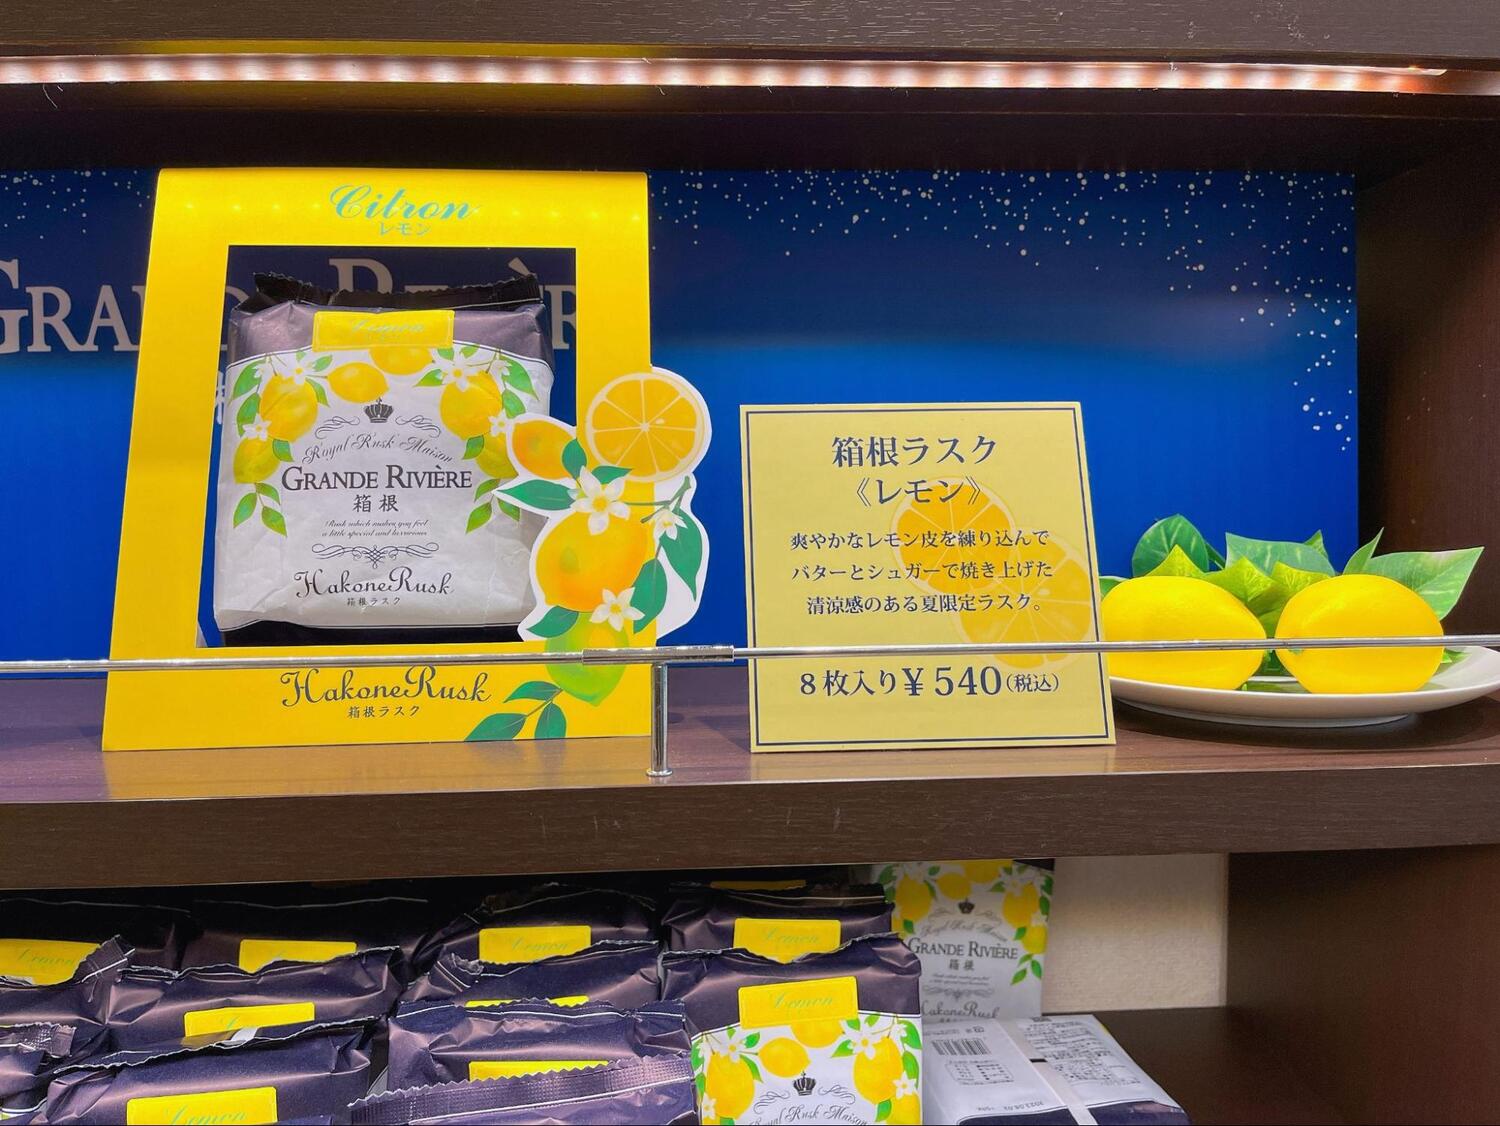 Citron
レモン
Lemon
Royal Rusk Maison
GRANDE RIVIÈRE
箱根
Rusk which makes you feel
a little special and luxurious
HakoneRusk
箱根ラスク
HakoneRusk
箱根ラスク
箱根ラスク
《レモン》
爽やかなレモン皮を練り込んで
バターとシュガーで焼き上げた
清涼感のある夏限定ラスク。
8枚入り¥540(税込)
Lemon
Lemon
Lemon
Lemon
Lemon
Lemon
Royal Rusk Maison
Royal Rusk Maison
GRANDE RIVIÈRE
箱根
HakoneRusk